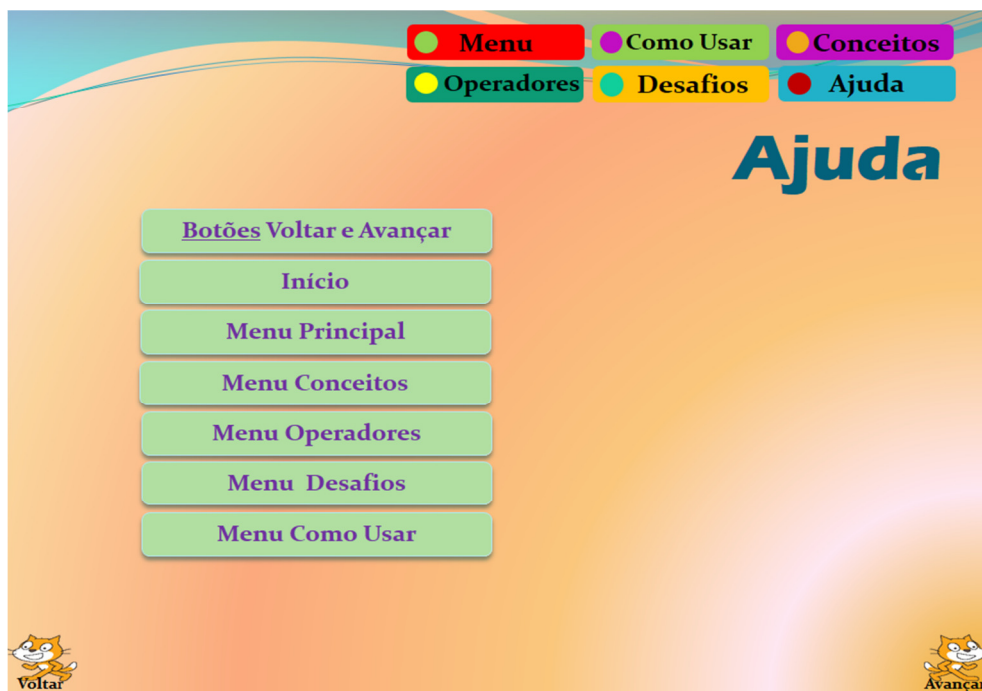 Menu
Como Usar
Conceitos
Operadores
Desafios
Ajuda
Ajuda
Botões Voltar e Avançar
Início
Menu Principal
Menu Conceitos
Menu Operadores
Menu Desafios
Menu Como Usar
Voltar
Avançar